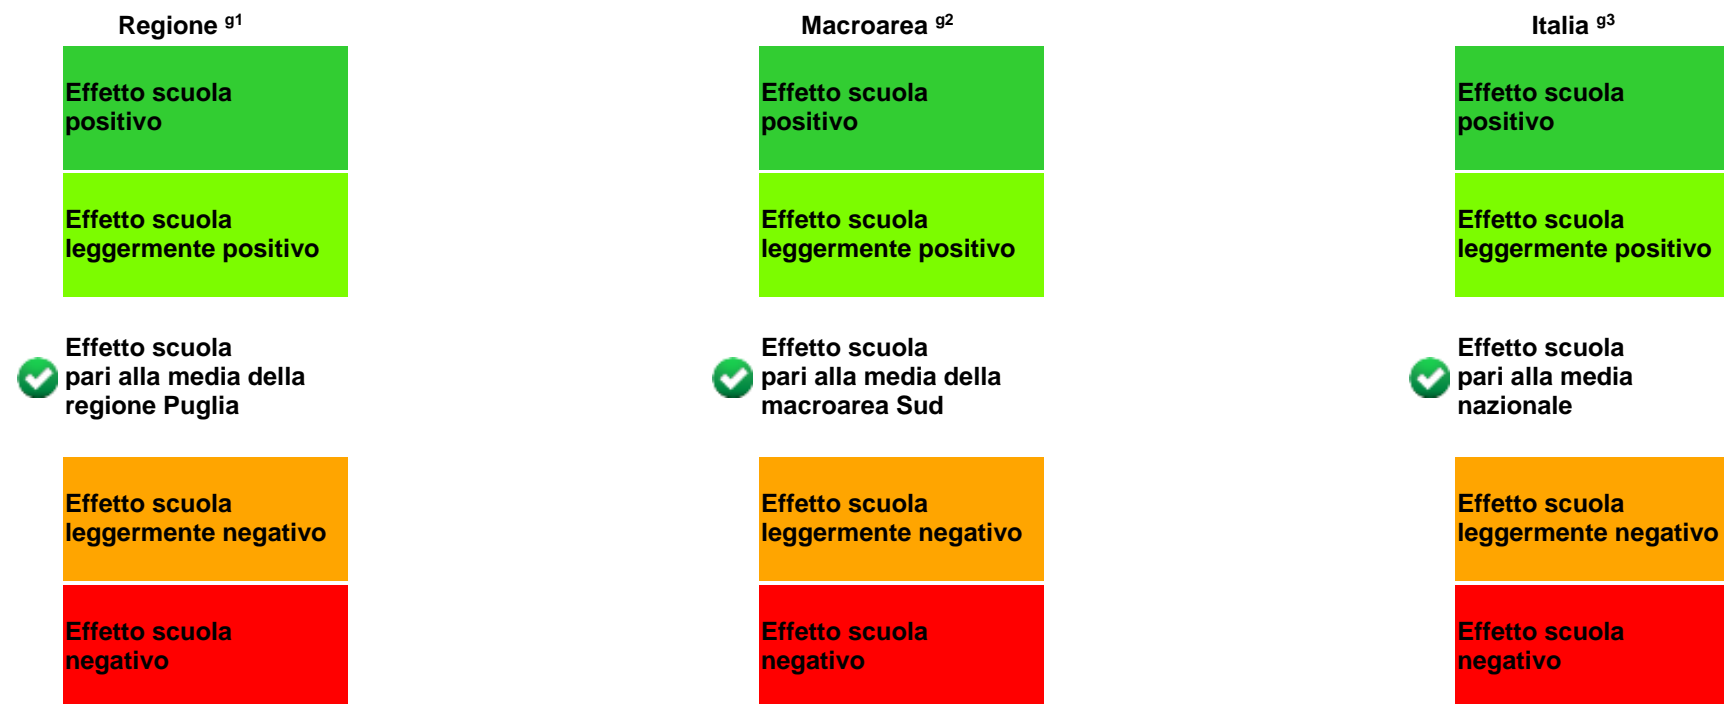 Regione g1
Effetto scuola
positivo
Effetto scuola
leggermente positivo
Effetto scuola
pari alla media della
regione Puglia
Effetto scuola
leggermente negativo
Effetto scuola
negativo
Macroarea g2
Effetto scuola
positivo
Effetto scuola
leggermente positivo
Effetto scuola
pari alla media della
macroarea Sud
Effetto scuola
leggermente negativo
Effetto scuola
negativo
Italia g3
Effetto scuola
positivo
Effetto scuola
leggermente positivo
Effetto scuola
pari alla media
nazionale
Effetto scuola
leggermente negativo
Effetto scuola
negativo